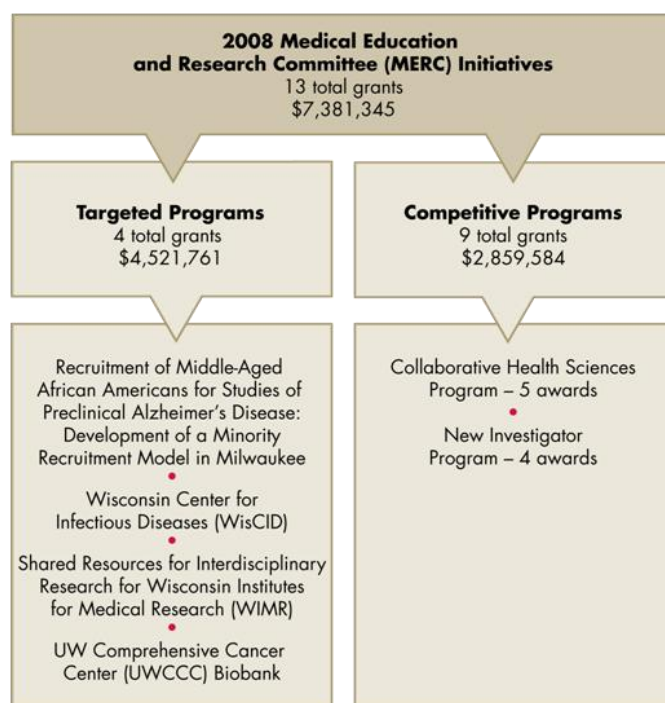 2008 Medical Education
and Research Committee (MERC) Initiatives
13 total grants
$7,381,345
Targeted Programs
4 total grants
$4,521,761
Competitive Programs
9 total grants
$2,859,584
Recruitment of Middle-Aged
African Americans for Studies of
Preclinical Alzheimer's Disease:
Development of a Minority
Recruitment Model in Milwaukee
•
Wisconsin Center for
Infectious Diseases (WisCID)
•
Shared Resources for Interdisciplinary
Research for Wisconsin Institutes
for Medical Research (WIMR)
•
UW Comprehensive Cancer
Center (UWCCC) Biobank
Collaborative Health Sciences
Program – 5 awards
•
New Investigator
Program – 4 awards